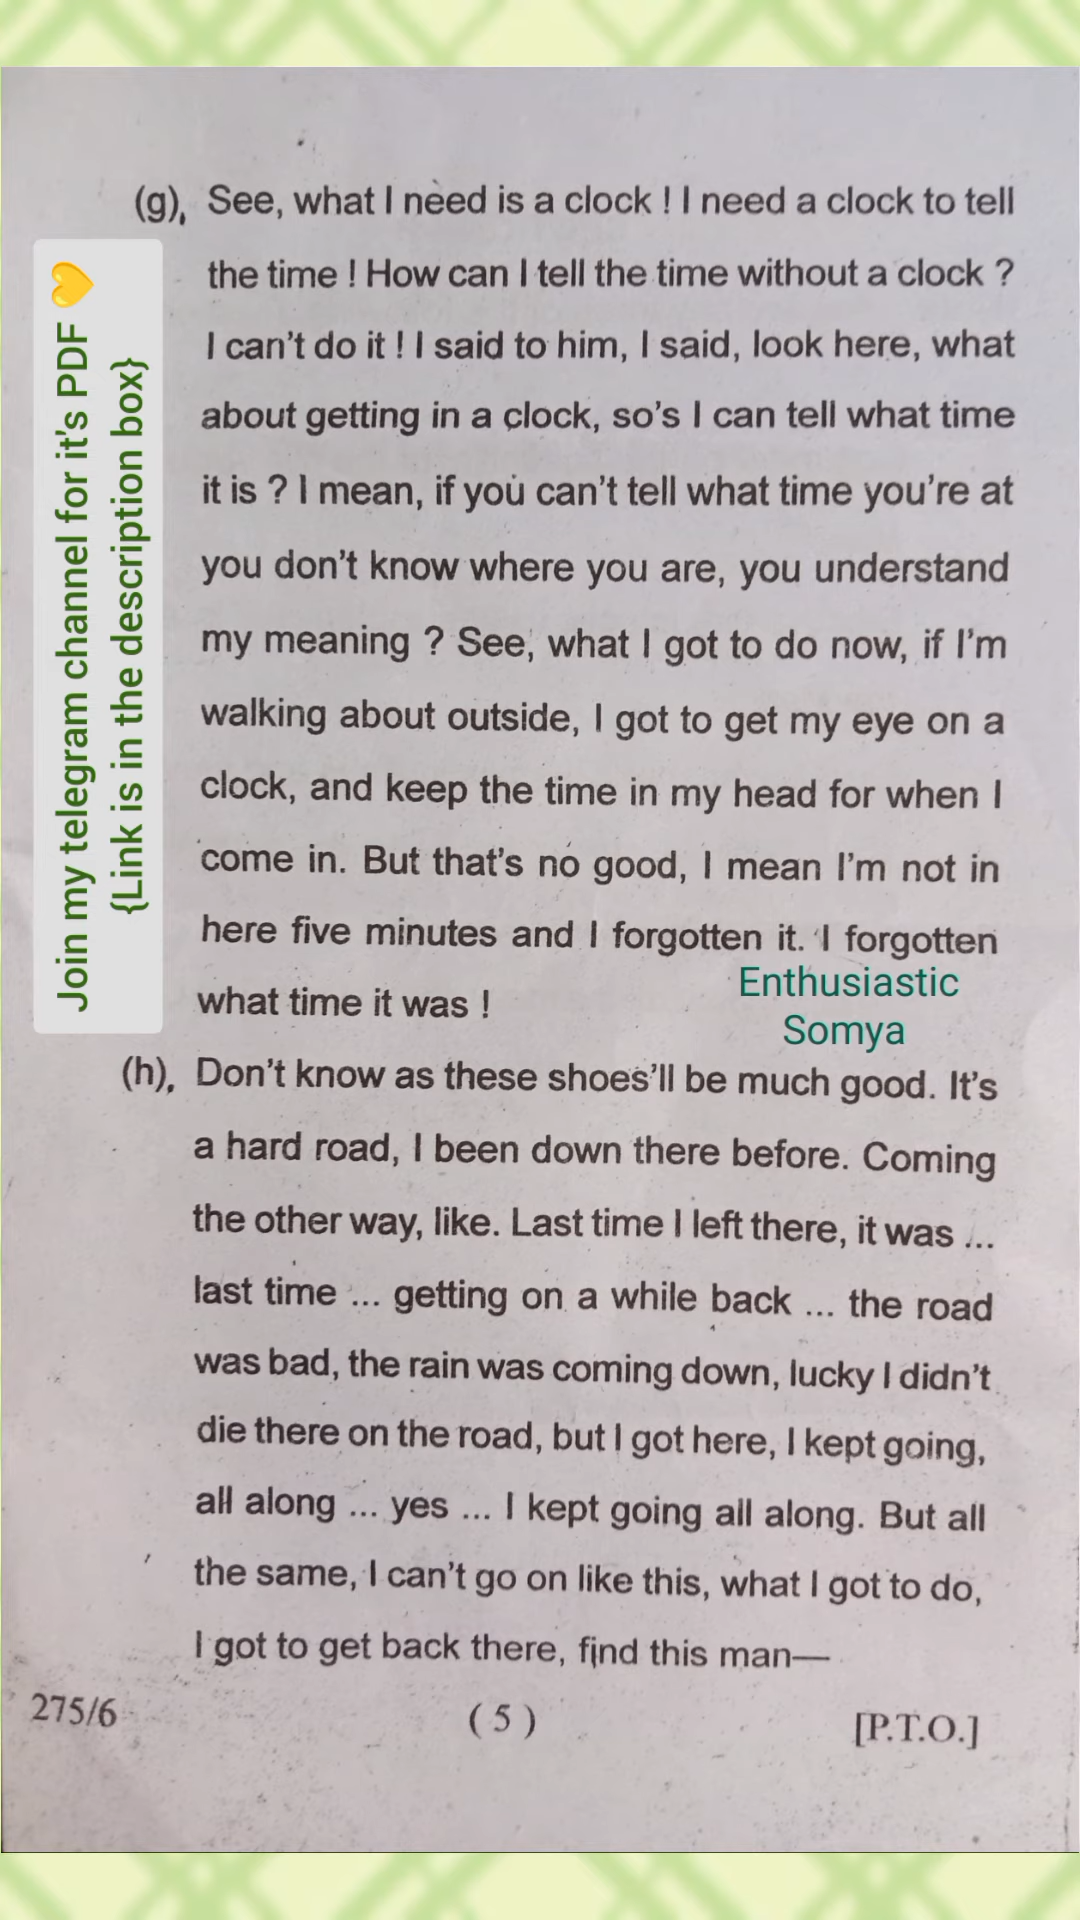 (g), See, what I need is a clock ! I need a clock to tell
the time ! How can I tell the time without a clock ?
I can't do it ! I said to him, I said, look here, what
about getting in a clock, so's I can tell what time
it is ? I mean, if you can't tell what time you're at
you don't know where you are, you understand
my meaning ? See, what I got to do now, if I'm
walking about outside, I got to get my eye on a
clock, and keep the time in my head for when I
come in. But that's no good, I mean I'm not in
here five minutes and I forgotten it. I forgotten
what time it was !
Enthusiastic
Somya
(h), Don't know as these shoes'll be much good. It's
a hard road, I been down there before. Coming
the other way, like. Last time I left there, it was ...
last time ... getting on a while back ... the road
was bad, the rain was coming down, lucky I didn't
die there on the road, but I got here, I kept going,
all along ... yes ... I kept going all along. But all
the same, I can't go on like this, what I got to do,
I got to get back there, find this man—
275/6 ( 5 ) [P.T.O.]
Join my telegram channel for it's PDF 💛
{Link is in the description box}